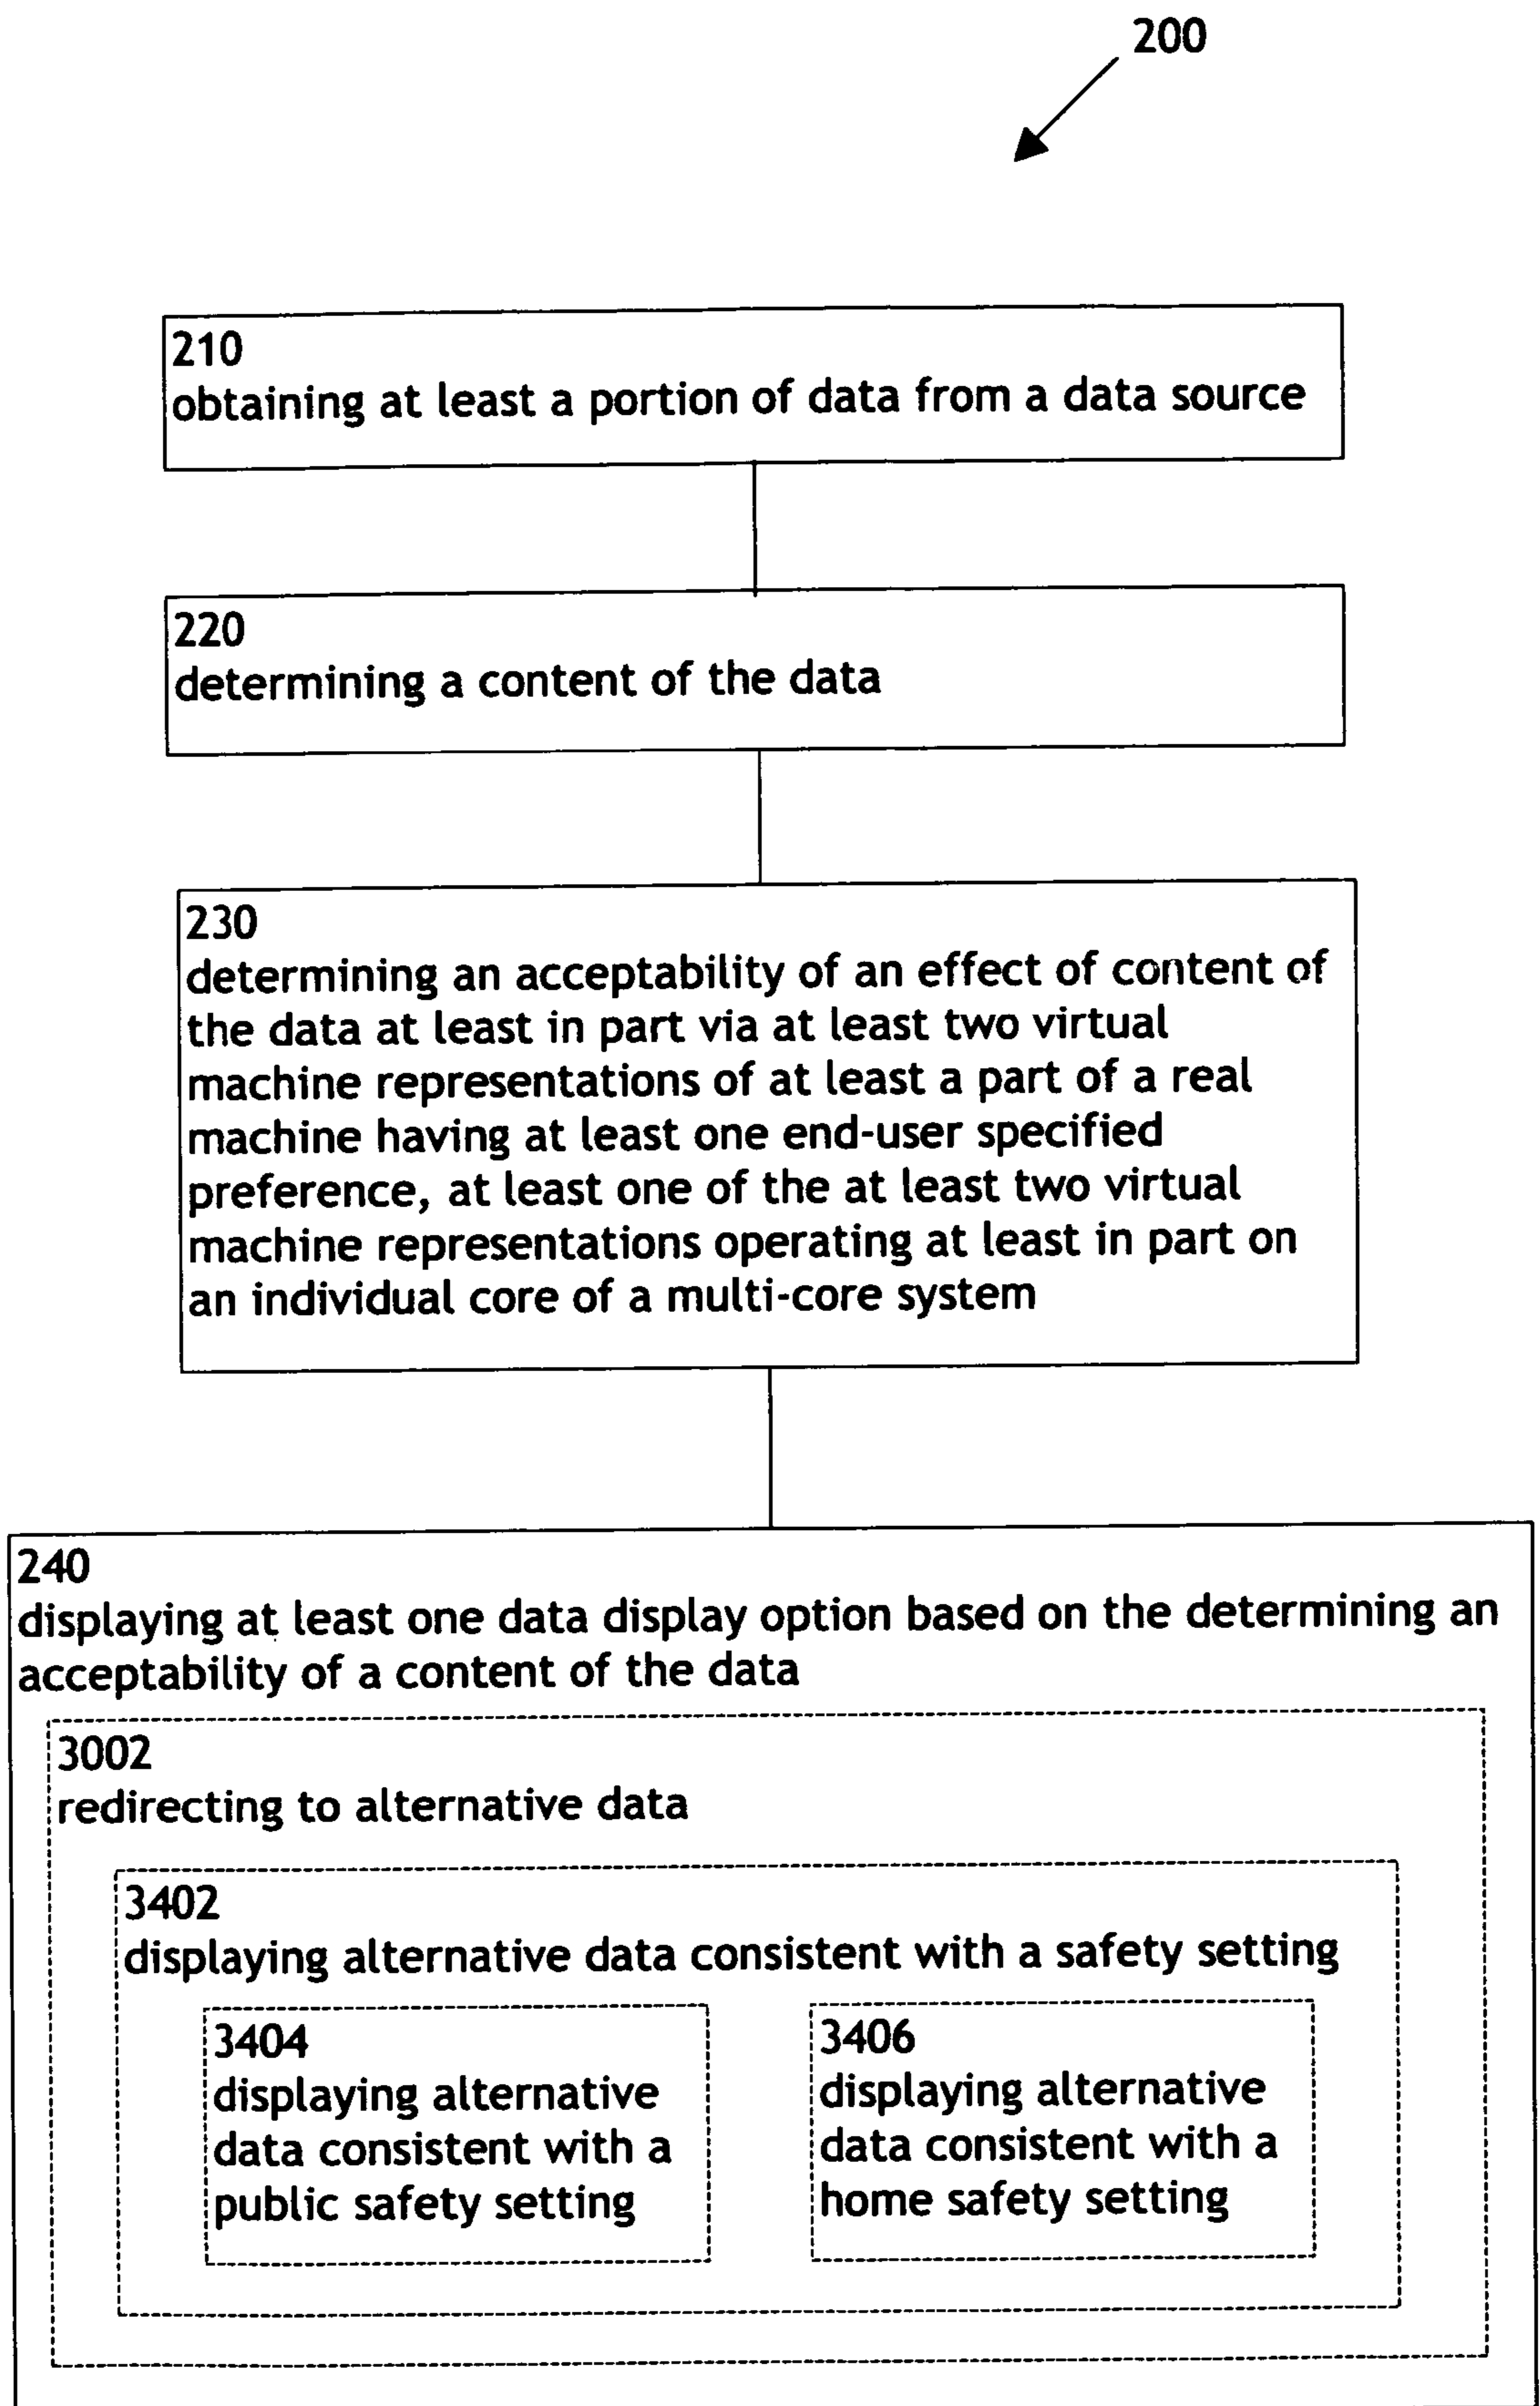 200
210
obtaining at least a portion of data from a data source
220
determining a content of the data
230
determining an acceptability of an effect of content of
the data at least in part via at least two virtual
machine representations of at least a part of a real
machine having at least one end-user specified
preference, at least one of the at least two virtual
machine representations operating at least in part on
an individual core of a multi-core system
240
displaying at least one data display option based on the determining an
acceptability of a content of the data
3002
redirecting to alternative data
3402
displaying alternative data consistent with a safety setting
3404
displaying alternative
data consistent with a
public safety setting
3406
displaying alternative
data consistent with a
home safety setting